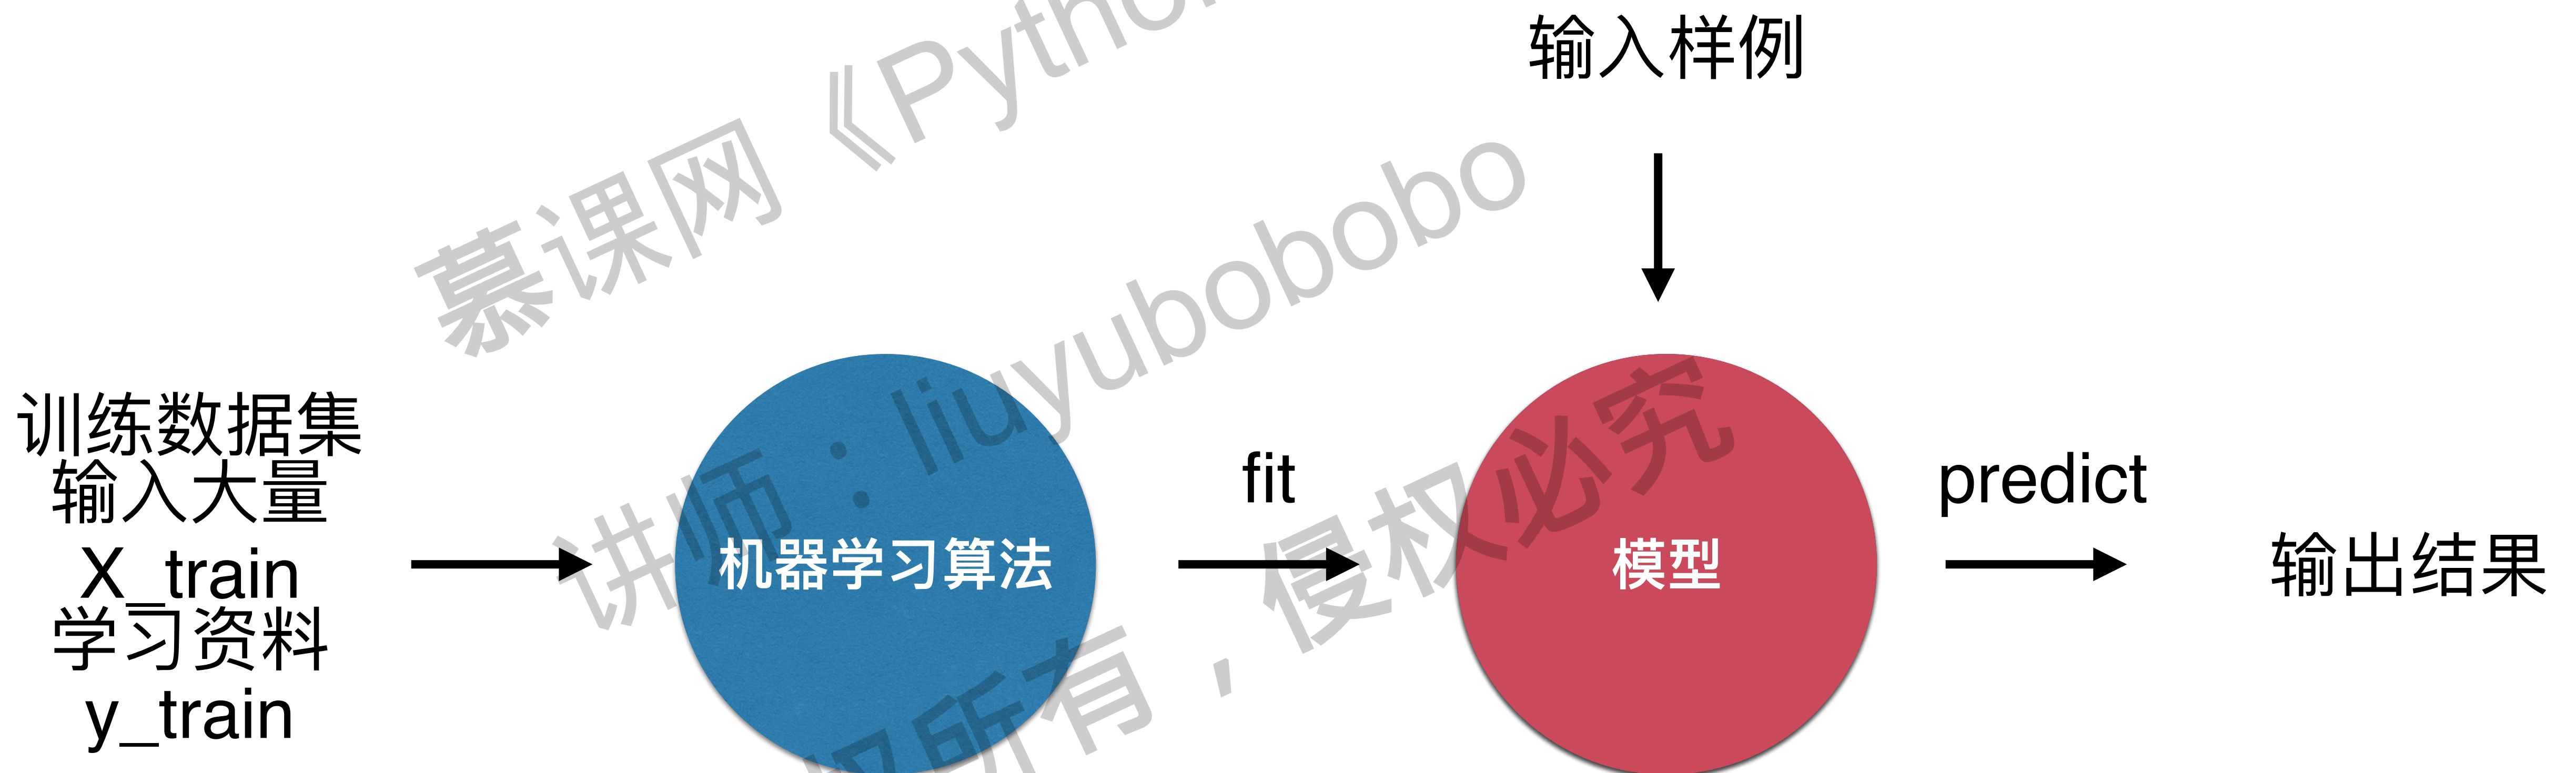 输入样例
训练数据集
输入大量
X_train
学习资料
y_train
机器学习算法
fit
模型
predict
输出结果
慕课网《Pytho
讲师：liuyubobobo
权所有，侵权必究